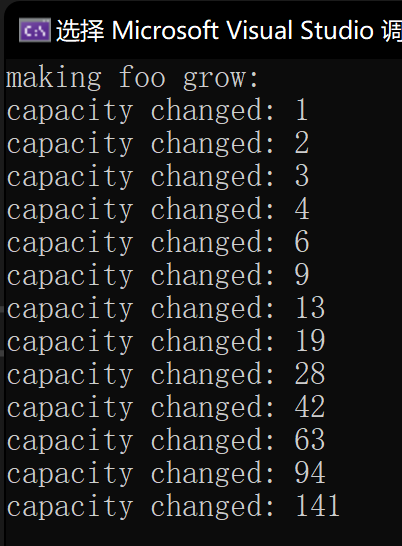 选择 Microsoft Visual Studio 调
making foo grow:
capacity changed: 1
capacity changed: 2
capacity changed: 3
capacity changed: 4
capacity changed: 6
capacity changed: 9
capacity changed: 13
capacity changed: 19
capacity changed: 28
capacity changed: 42
capacity changed: 63
capacity changed: 94
capacity changed: 141